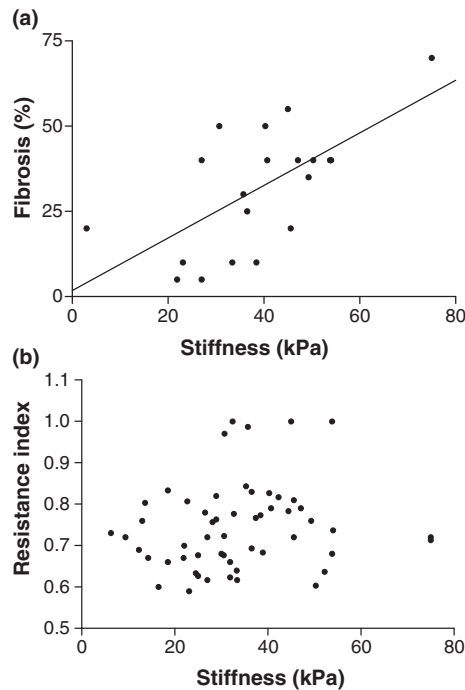 (a)
75
50
25
0
Fibrosis (%)
0 20 40 60 80
Stiffness (kPa)
(b)
1.1
1.0
0.9
0.8
0.7
0.6
0.5
Resistance index
0 20 40 60 80
Stiffness (kPa)